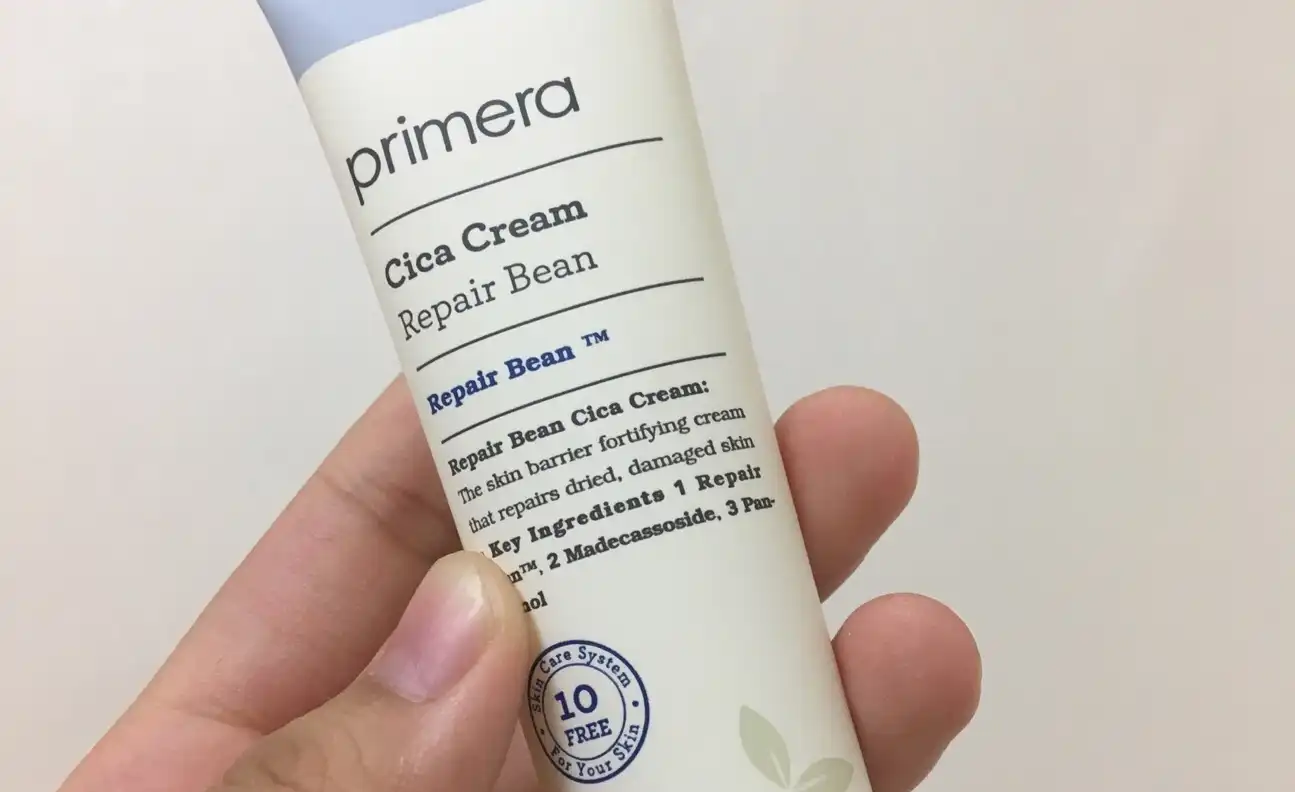 primera
Cica Cream
Repair Bean
Repair Bean ™
Repair Bean Cica Cream:
The skin barrier fortifying cream
that repairs dried, damaged skin
Key Ingredients 1 Repair
™, 2 Madecassoside, 3 Pan-
Skin Care System
10
FREE
For Your Skin